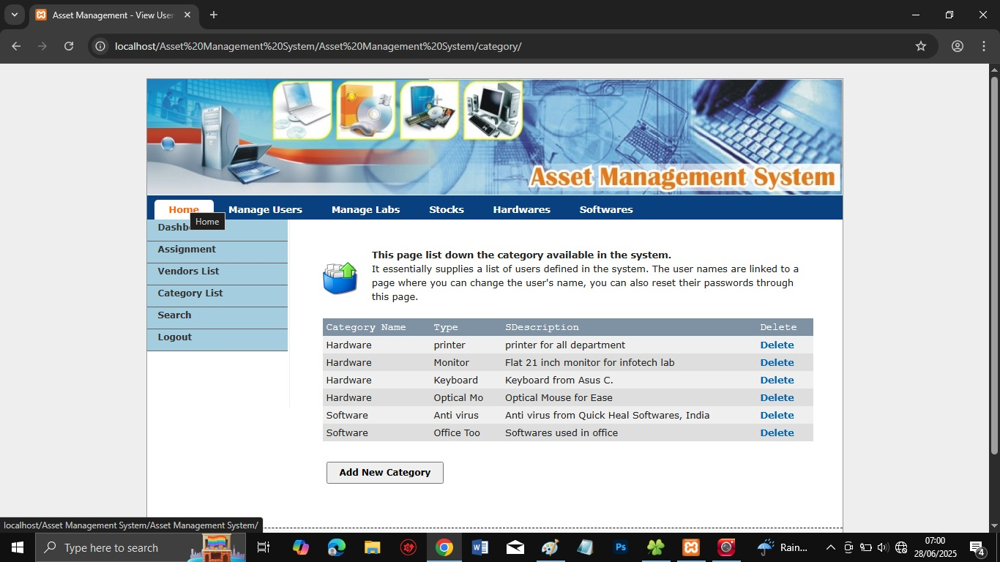 Asset Management - View User
localhost/Asset%20Management%20System/Asset%20Management%20System/category/
Asset Management System
Home
Manage Users
Manage Labs
Stocks
Hardwares
Softwares
Home
Dashb
Assignment
Vendors List
Category List
Search
Logout
This page list down the category available in the system.
It essentially supplies a list of users defined in the system. The user names are linked to a
page where you can change the user's name, you can also reset their passwords through
this page.
Category Name Type SDescription Delete
Hardware printer printer for all department Delete
Hardware Monitor Flat 21 inch monitor for infotech lab Delete
Hardware Keyboard Keyboard from Asus C. Delete
Hardware Optical Mo Optical Mouse for Ease Delete
Software Anti virus Anti virus from Quick Heal Softwares, India Delete
Software Office Too Softwares used in office Delete
Add New Category
localhost/Asset Management System/Asset Management System/
Type here to search
W
Ps
Rain...
07:00
28/06/2025
4